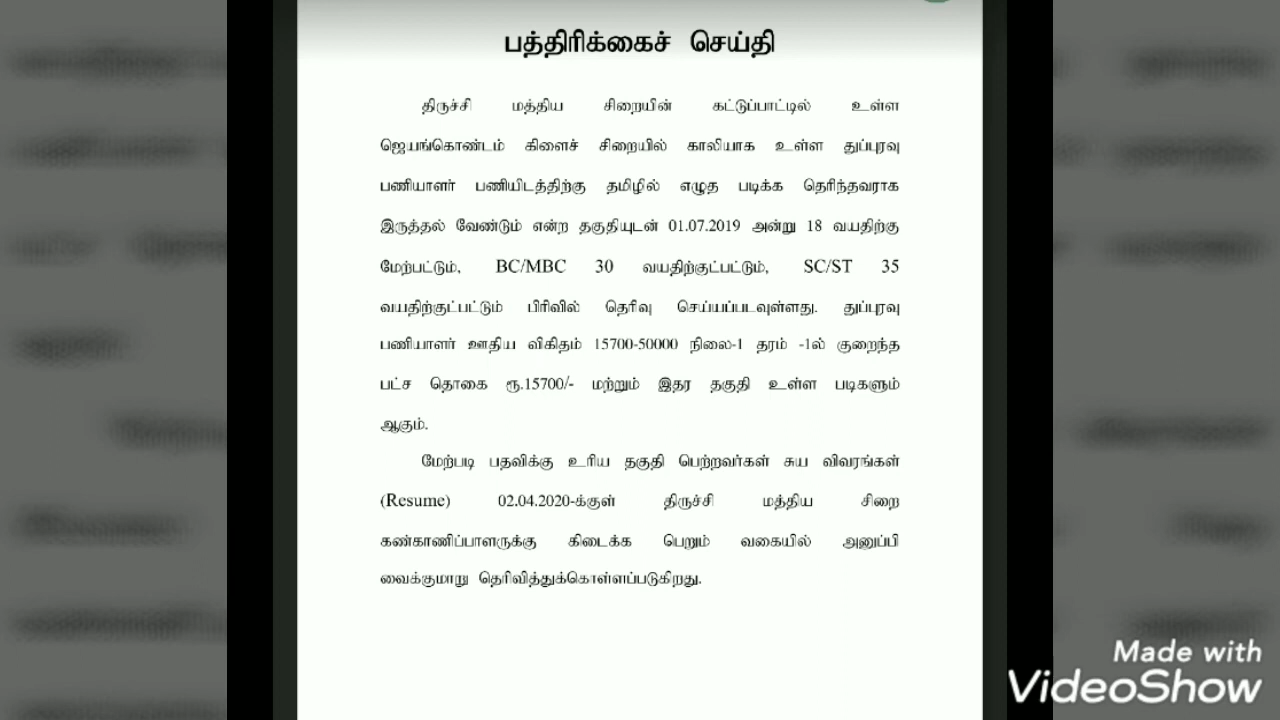 பத்திரிக்கைச் செய்தி
திருச்சி மத்திய சிறையின் கட்டுப்பாட்டில் உள்ள
ஜெயங்கொண்டம் கிளைச் சிறையில் காலியாக உள்ள துப்புரவு
பணியாளர் பணியிடத்திற்கு தமிழில் எழுத படிக்க தெரிந்தவராக
இருத்தல் வேண்டும் என்ற தகுதியுடன் 01.07.2019 அன்று 18 வயதிற்கு
மேற்பட்டும், BC/MBC 30 வயதிற்குட்பட்டும், SC/ST 35
வயதிற்குட்பட்டும் பிரிவில் தெரிவு செய்யப்படவுள்ளது. துப்புரவு
பணியாளர் ஊதிய விகிதம் 15700-50000 நிலை-1 தரம் -1ல் குறைந்த
பட்ச தொகை ரூ.15700/- மற்றும் இதர தகுதி உள்ள படிகளும்
ஆகும்.
மேற்படி பதவிக்கு உரிய தகுதி பெற்றவர்கள் சுய விவரங்கள்
(Resume) 02.04.2020-க்குள் திருச்சி மத்திய சிறை
கண்காணிப்பாளருக்கு கிடைக்க பெறும் வகையில் அனுப்பி
வைக்குமாறு தெரிவித்துக்கொள்ளப்படுகிறது.
Made with
VideoShow